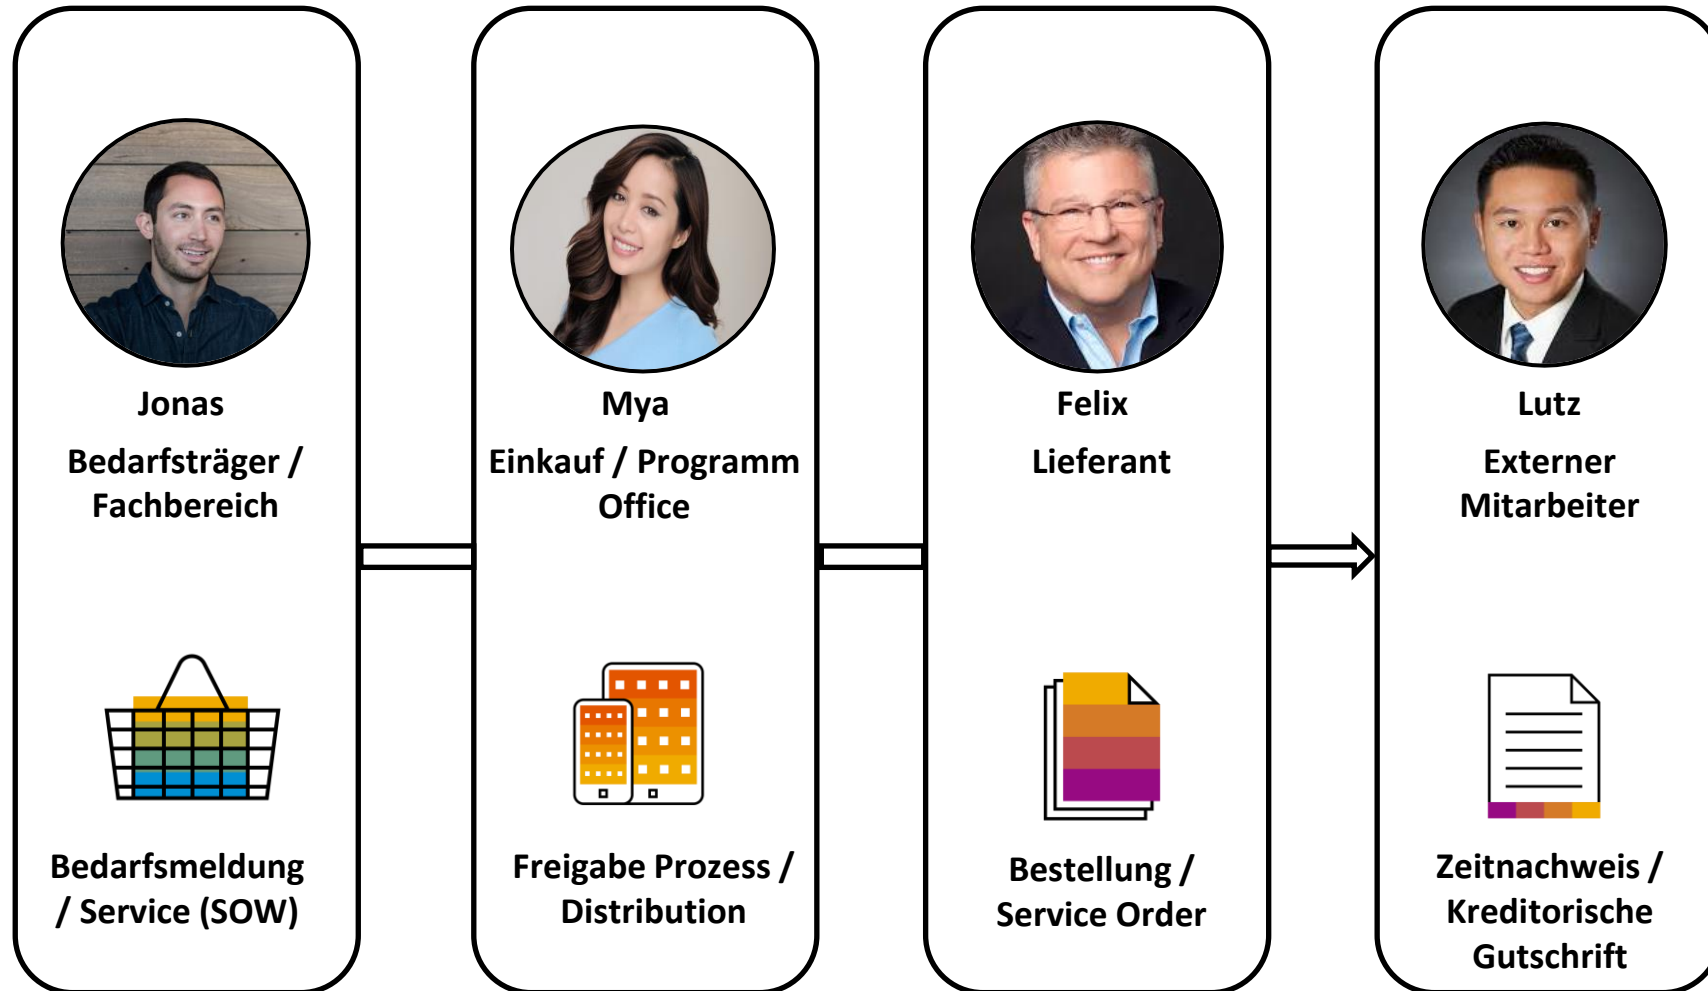 Jonas
Bedarfsträger /
Fachbereich
Bedarfsmeldung
/ Service (SOW)
Mya
Einkauf / Programm
Office
Freigabe Prozess /
Distribution
Felix
Lieferant
Bestellung /
Service Order
Lutz
Externer
Mitarbeiter
Zeitnachweis /
Kreditorische
Gutschrift